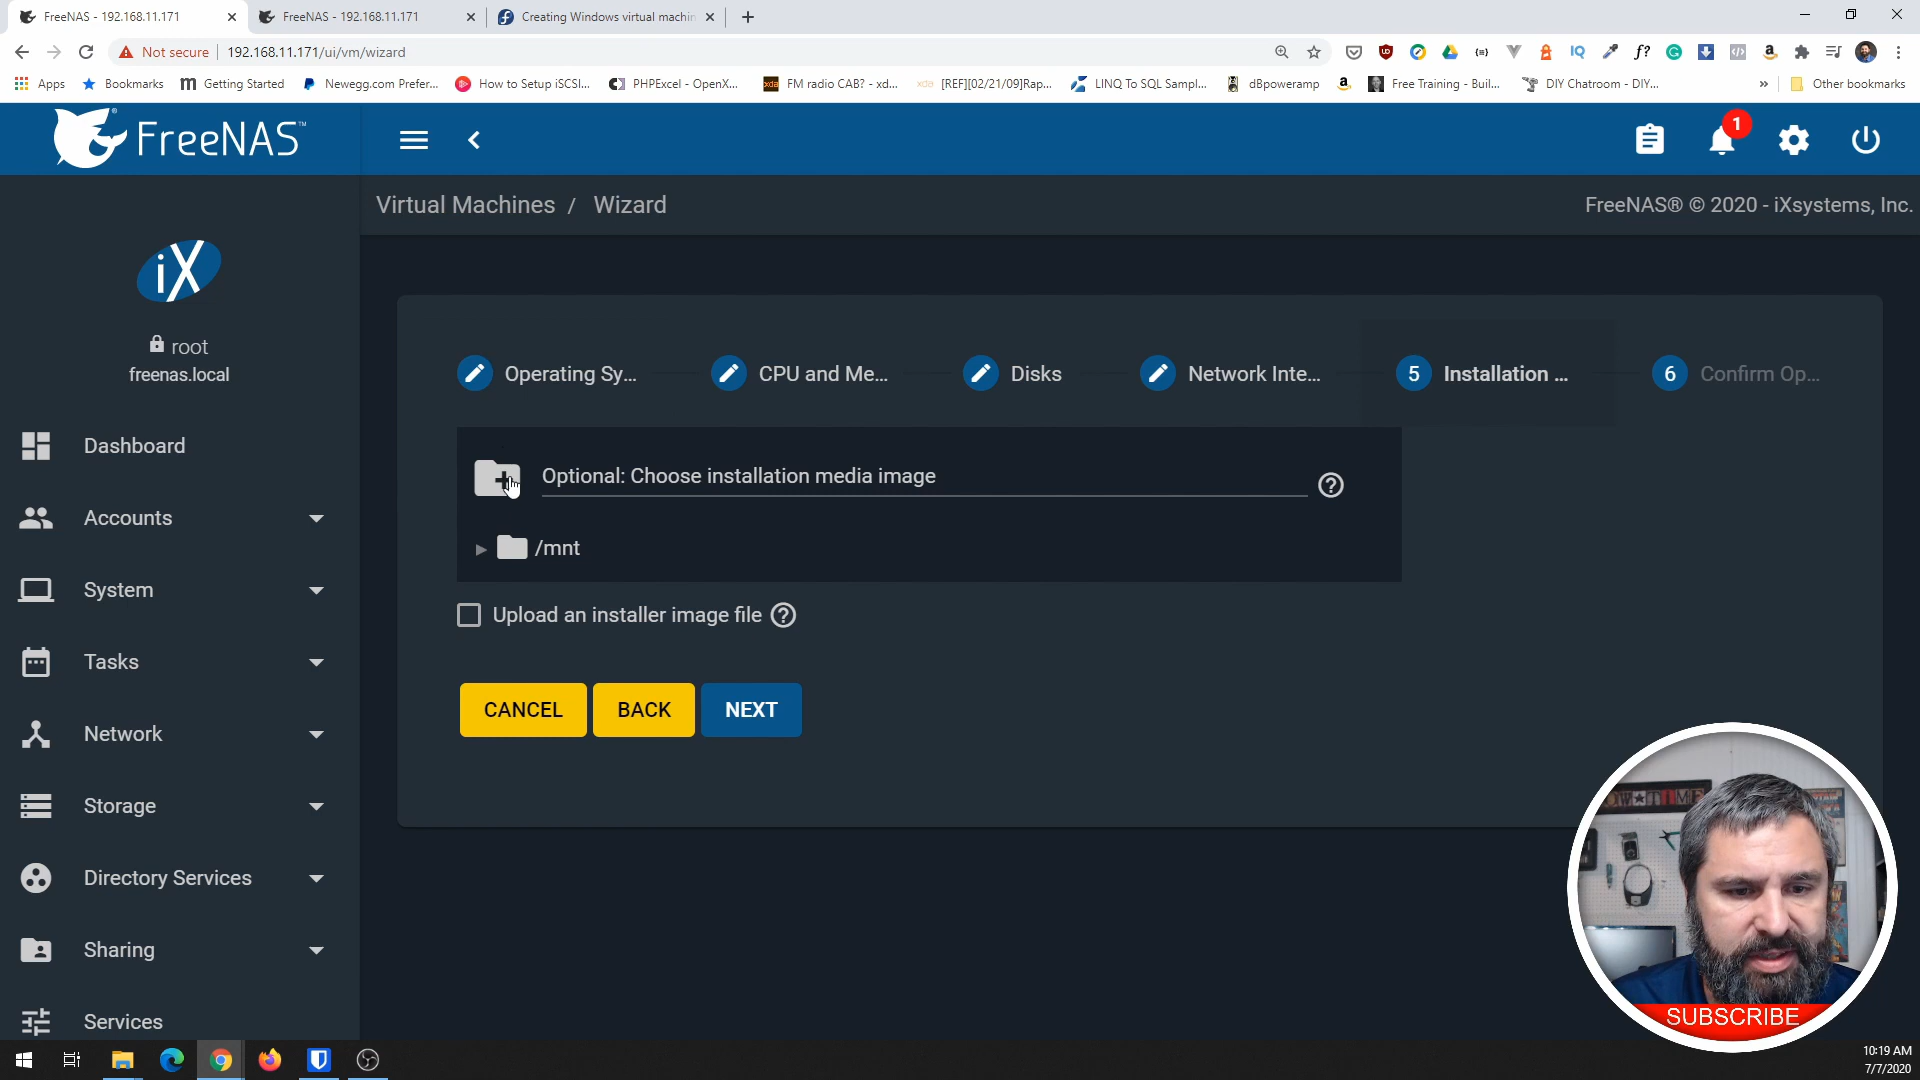 FreeNAS - 192.168.11.171
FreeNAS - 192.168.11.171
Creating Windows virtual machin
Not secure
192.168.11.171/ui/vm/wizard
Apps
Bookmarks
Getting Started
Newegg.com Prefer...
How to Setup iSCSI...
PHPExcel - OpenX...
FM radio CAB? - xd...
[REF][02/21/09]Rap...
LINQ To SQL Sampl...
dBpoweramp
Free Training - Buil...
DIY Chatroom - DIY...
»
Other bookmarks
FreeNAS™
1
Virtual Machines / Wizard
FreeNAS® © 2020 - iXsystems, Inc.
iX
root
freenas.local
Dashboard
Accounts
System
Tasks
Network
Storage
Directory Services
Sharing
Services
Operating Sy...
CPU and Me...
Disks
Network Inte...
5 Installation ...
6 Confirm Op...
Optional: Choose installation media image
/mnt
Upload an installer image file
CANCEL
BACK
NEXT
SUBSCRIBE
10:19 AM
7/7/2020